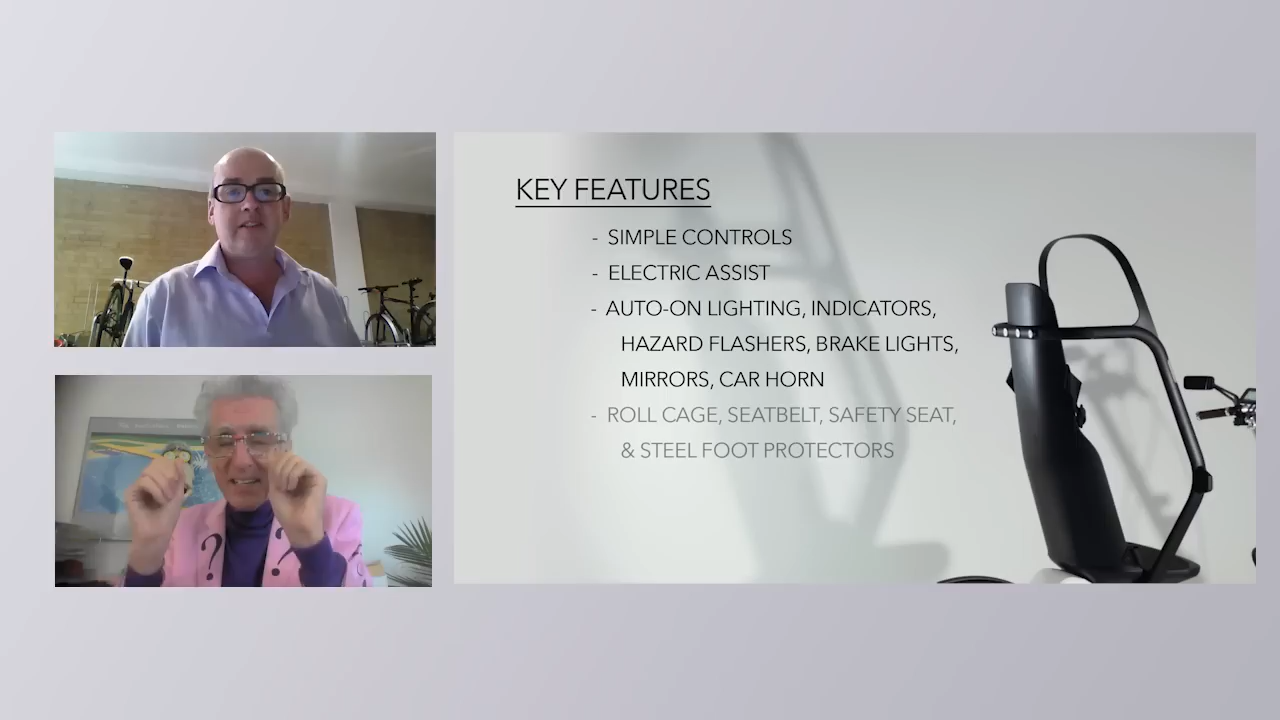 KEY FEATURES
- SIMPLE CONTROLS
- ELECTRIC ASSIST
- AUTO-ON LIGHTING, INDICATORS,
HAZARD FLASHERS, BRAKE LIGHTS,
MIRRORS, CAR HORN
- ROLL CAGE, SEATBELT, SAFETY SEAT,
& STEEL FOOT PROTECTORS
? ?